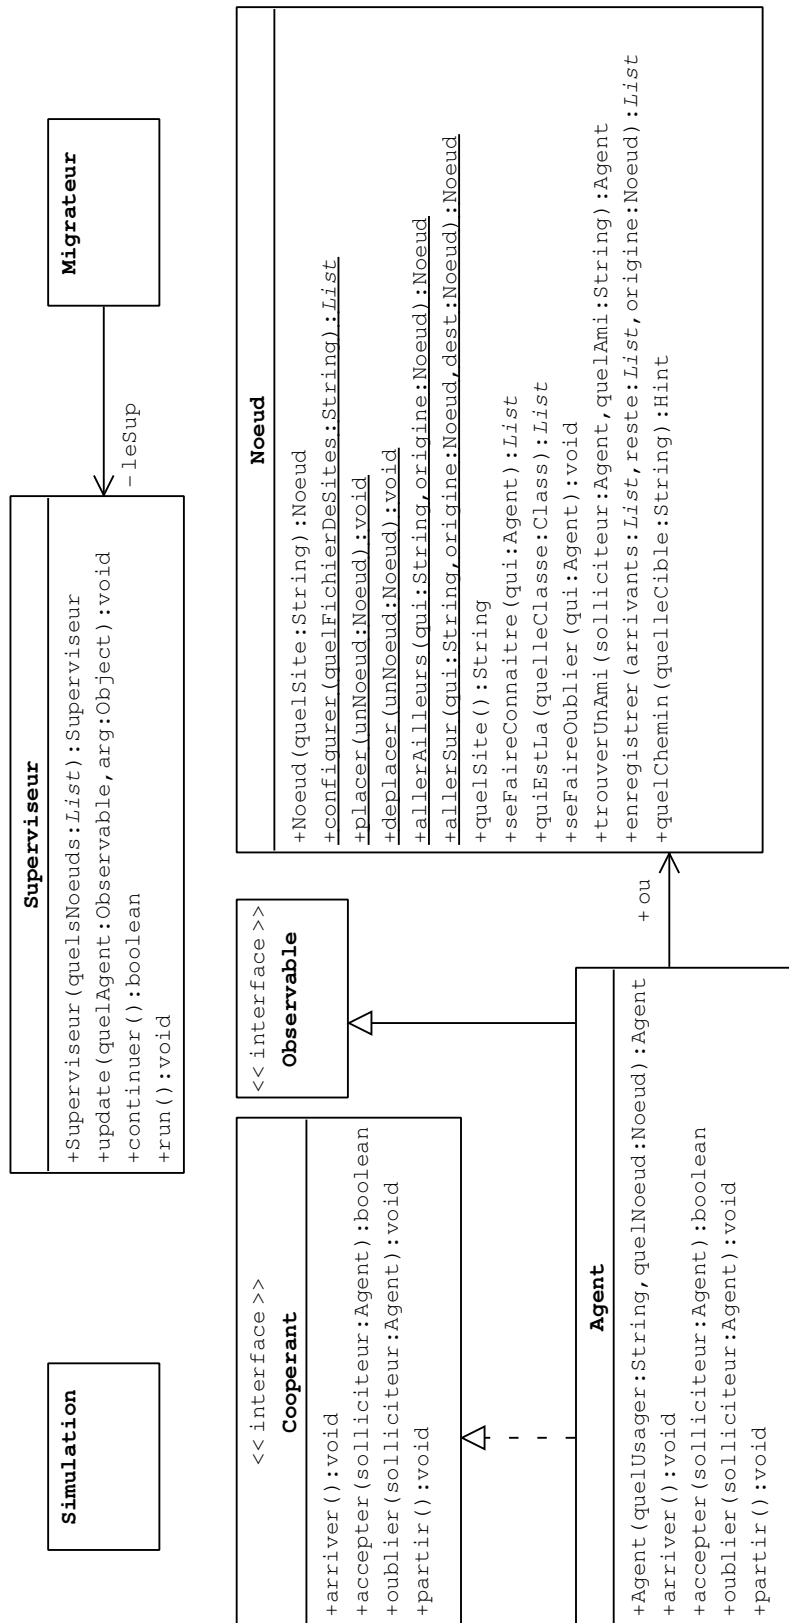 Simulation
Superviseur
+Superviseur(quelsNoeuds:List):Superviseur
+update(quelAgent:Observable,arg:Object):void
+continuer():boolean
+run():void
-leSup
Migrateur
<<interface>>
Cooperant
+arriver():void
+accepter(solliciteur:Agent):boolean
+oublier(solliciteur:Agent):void
+partir():void
<<interface>>
Observable
Noeud
+Noeud(quelSite:String):Noeud
+configurer(quelFichierDeSites:String):List
+placer(unNoeud:Noeud):void
+deplacer(unNoeud:Noeud):void
+allerAilleurs(qui:String,origine:Noeud):Noeud
+allerSur(qui:String,origine:Noeud,dest:Noeud):Noeud
+quelSite():String
+seFaireConnaitre(qui:Agent):List
+quiEstLa(quelleClasse:Class):List
+seFaireOublier(qui:Agent):void
+trouverUnAmi(solliciteur:Agent,quelAmi:String):Agent
+enregistrer(arrivants:List,reste:List,origine:Noeud):List
+quelChemin(quelleCible:String):Hint
+ou
Agent
+Agent(quelUsager:String,quelNoeud:Noeud):Agent
+arriver():void
+accepter(solliciteur:Agent):boolean
+oublier(solliciteur:Agent):void
+partir():void